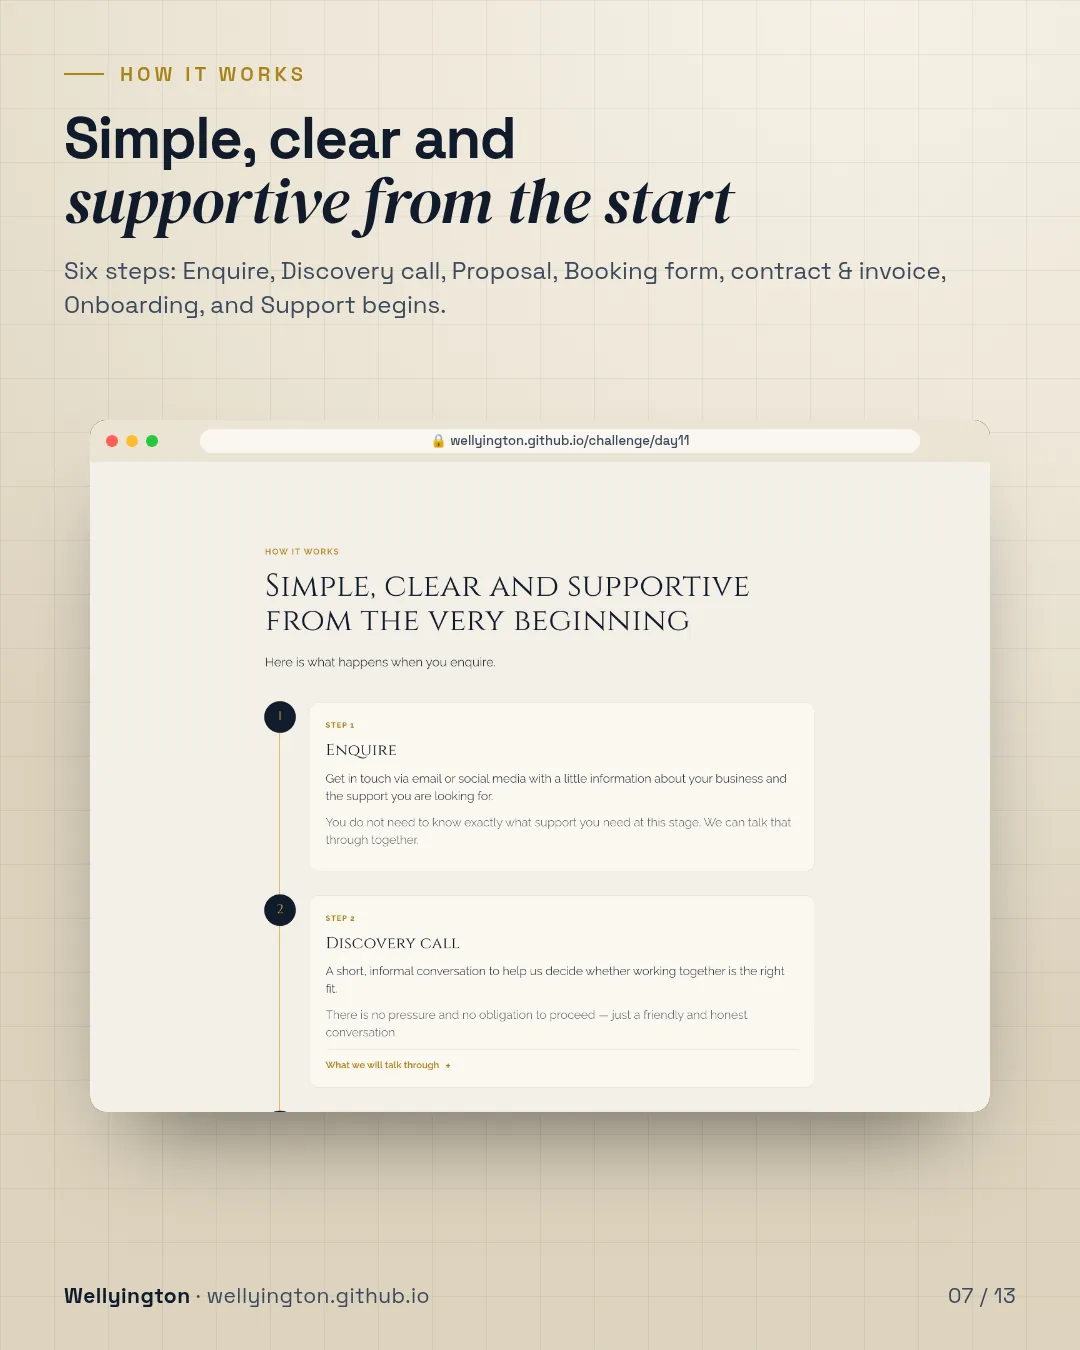 HOW IT WORKS
Simple, clear and
supportive from the start
Six steps: Enquire, Discovery call, Proposal, Booking form, contract & invoice,
Onboarding, and Support begins.
wellyington.github.io/challenge/day11
HOW IT WORKS
Simple, clear and supportive
from the very beginning
Here is what happens when you enquire.
1
STEP 1
Enquire
Get in touch via email or social media with a little information about your business and
the support you are looking for.
You do not need to know exactly what support you need at this stage. We can talk that
through together.
2
STEP 2
Discovery call
A short, informal conversation to help us decide whether working together is the right
fit.
There is no pressure and no obligation to proceed — just a friendly and honest
conversation.
What we will talk through +
Wellyington · wellyington.github.io
07 / 13